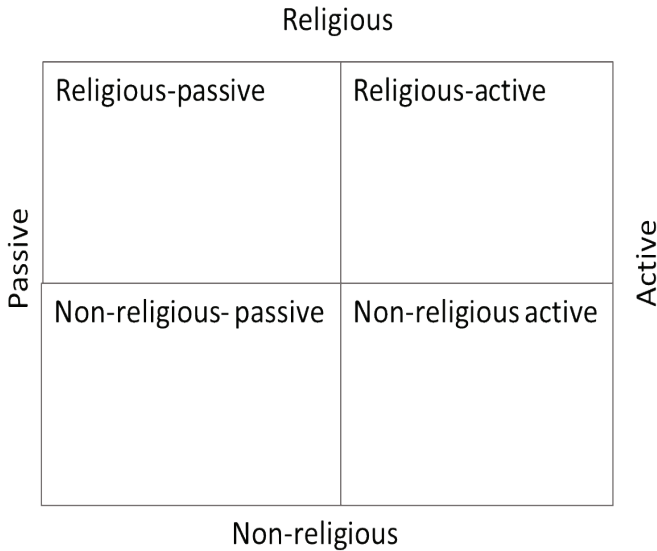 Religious
Religious-passive
Religious-active
Passive
Active
Non-religious- passive
Non-religious active
Non-religious